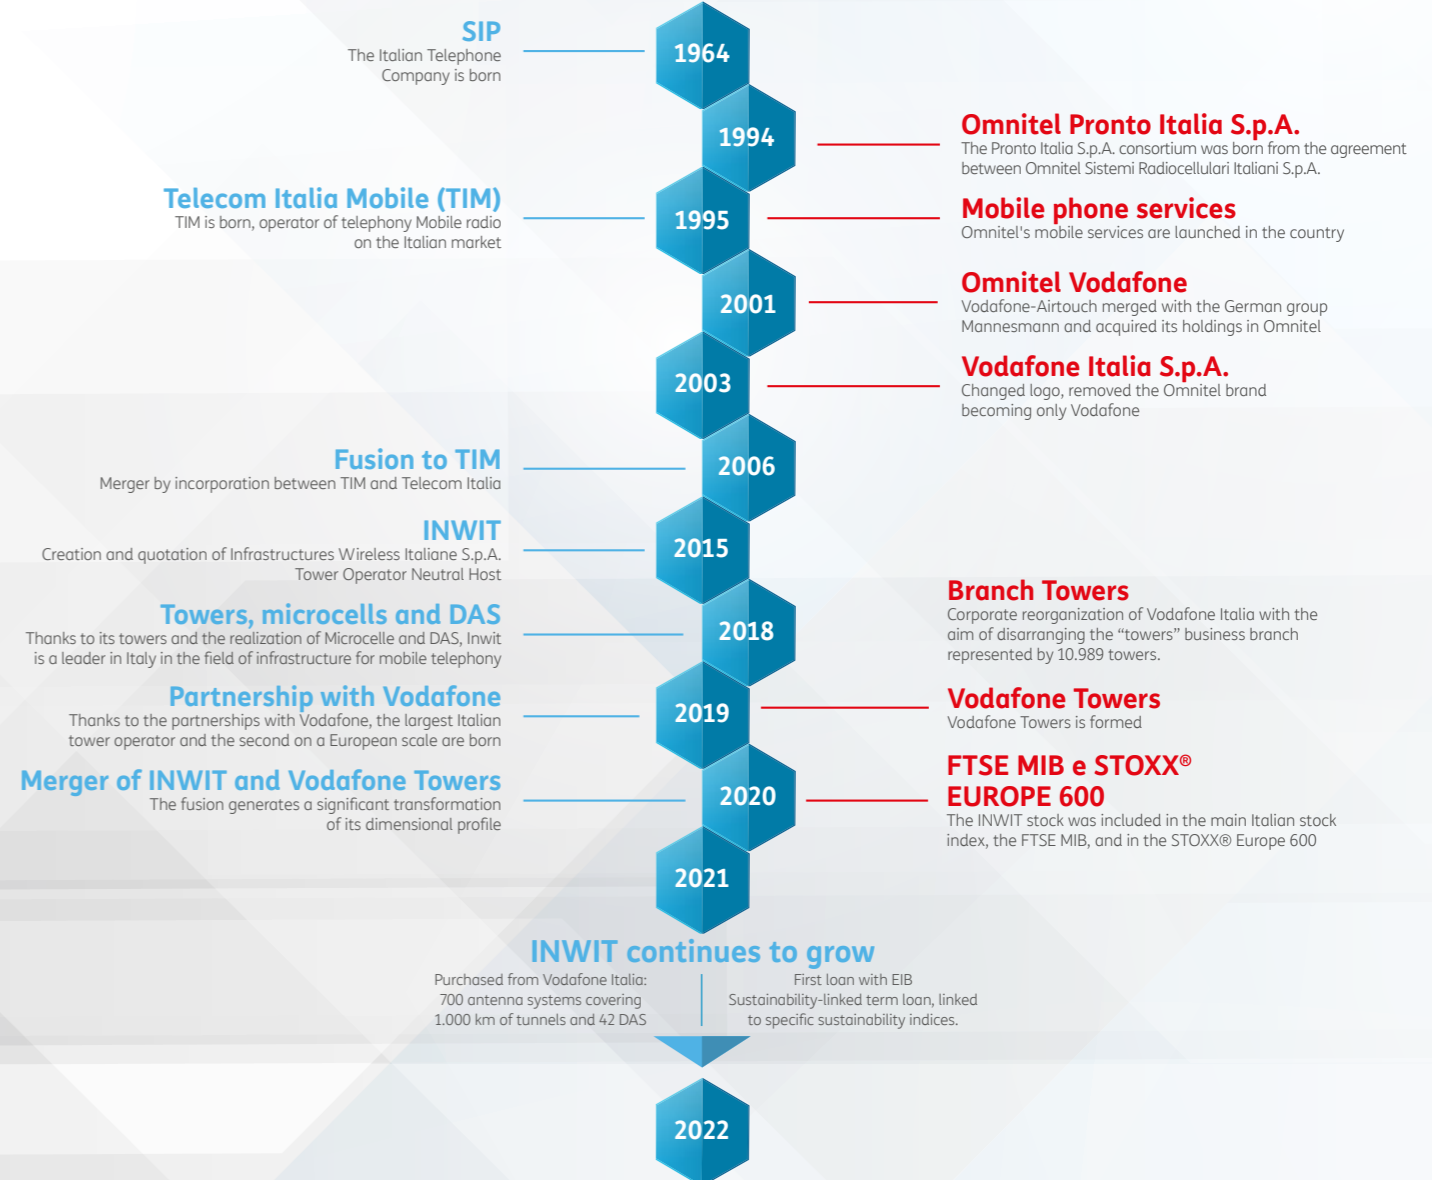 SIP
The Italian Telephone
Company is born
1964
1994
Omnitel Pronto Italia S.p.A.
The Pronto Italia S.p.A. consortium was born from the agreement
between Omnitel Sistemi Radiocellulari Italiani S.p.A.
Telecom Italia Mobile (TIM)
TIM is born, operator of telephony Mobile radio
on the Italian market
1995
Mobile phone services
Omnitel's mobile services are launched in the country
2001
Omnitel Vodafone
Vodafone-Airtouch merged with the German group
Mannesmann and acquired its holdings in Omnitel
2003
Vodafone Italia S.p.A.
Changed logo, removed the Omnitel brand
becoming only Vodafone
Fusion to TIM
Merger by incorporation between TIM and Telecom Italia
2006
INWIT
Creation and quotation of Infrastructures Wireless Italiane S.p.A.
Tower Operator Neutral Host
2015
Towers, microcells and DAS
Thanks to its towers and the realization of Microcelle and DAS, Inwit
is a leader in Italy in the field of infrastructure for mobile telephony
2018
Branch Towers
Corporate reorganization of Vodafone Italia with the
aim of disarranging the “towers” business branch
represented by 10.989 towers.
Partnership with Vodafone
Thanks to the partnerships with Vodafone, the largest Italian
tower operator and the second on a European scale are born
2019
Vodafone Towers
Vodafone Towers is formed
Merger of INWIT and Vodafone Towers
The fusion generates a significant transformation
of its dimensional profile
2020
FTSE MIB e STOXX®
EUROPE 600
The INWIT stock was included in the main Italian stock
index, the FTSE MIB, and in the STOXX® Europe 600
2021
INWIT continues to grow
Purchased from Vodafone Italia:
700 antenna systems covering
1.000 km of tunnels and 42 DAS
First loan with EIB
Sustainability-linked term loan, linked
to specific sustainability indices.
2022